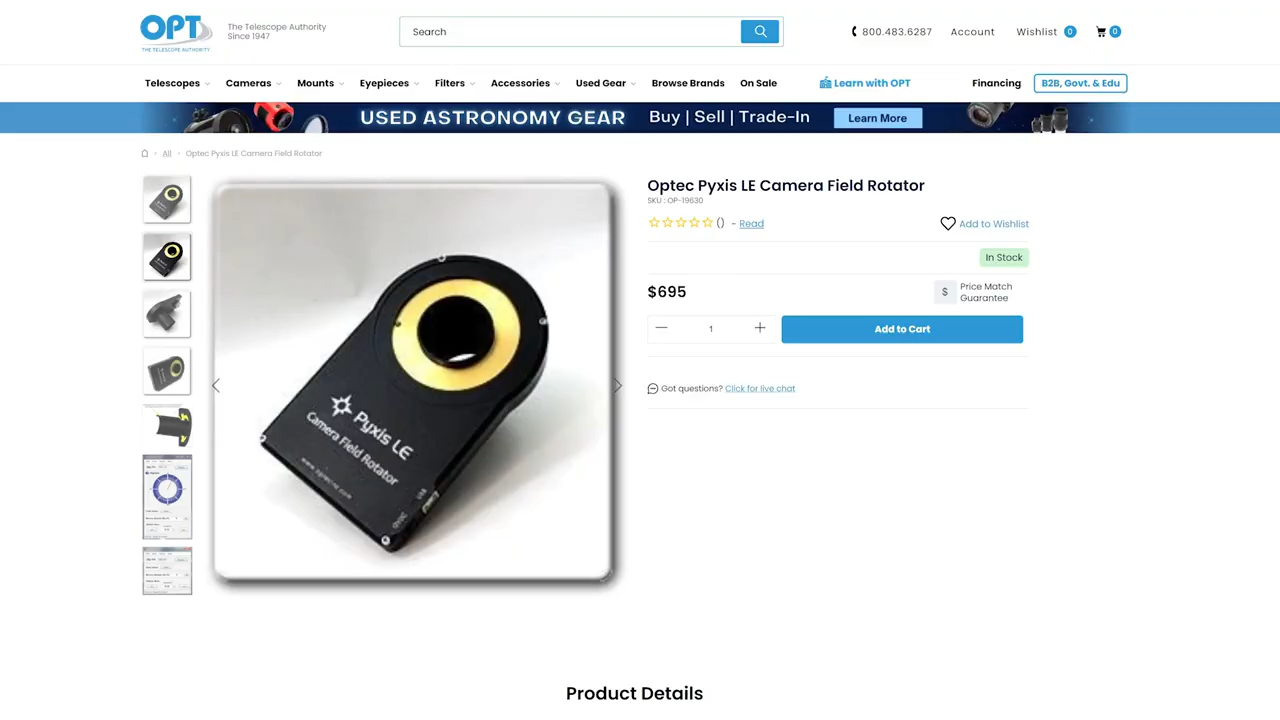 OPT
THE TELESCOPE AUTHORITY
The Telescope Authority
Since 1947
Search
800.483.6287
Account
Wishlist 0
0
Telescopes
Cameras
Mounts
Eyepieces
Filters
Accessories
Used Gear
Browse Brands
On Sale
Learn with OPT
Financing
B2B, Govt. & Edu
USED ASTRONOMY GEAR Buy | Sell | Trade-In Learn More
All
Optec Pyxis LE Camera Field Rotator
Optec Pyxis LE Camera Field Rotator
SKU : OP-19630
() - Read
Add to Wishlist
In Stock
$695
$ Price Match
Guarantee
1
Add to Cart
Got questions? Click for live chat
Pyxis LE
Camera Field Rotator
Product Details